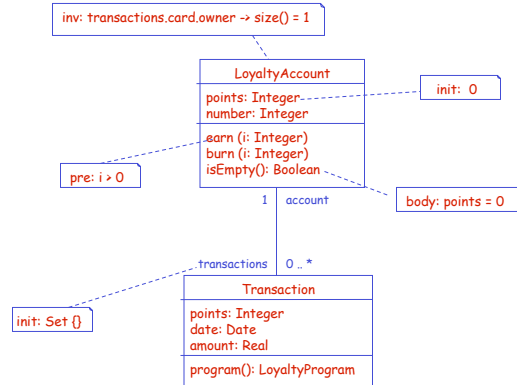 inv: transactions.card.owner -> size() = 1
LoyaltyAccount
points: Integer
number: Integer
init: 0
earn (i: Integer)
burn (i: Integer)
isEmpty(): Boolean
pre: i > 0
body: points = 0
1 account
transactions 0 .. *
Transaction
init: Set {}
points: Integer
date: Date
amount: Real
program(): LoyaltyProgram